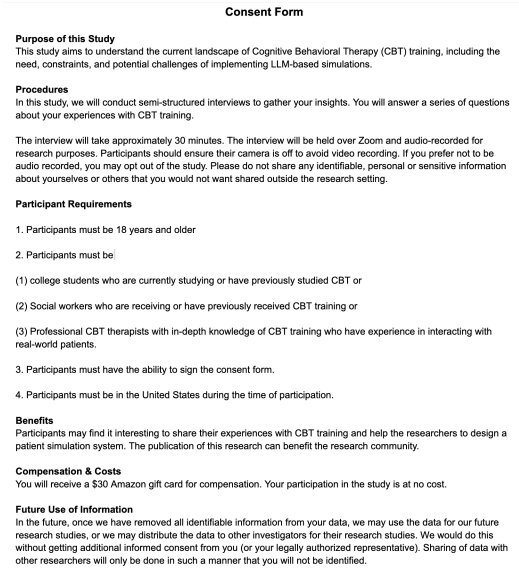 Consent Form
Purpose of this Study
This study aims to understand the current landscape of Cognitive Behavioral Therapy (CBT) training, including the
need, constraints, and potential challenges of implementing LLM-based simulations.
Procedures
In this study, we will conduct semi-structured interviews to gather your insights. You will answer a series of questions
about your experiences with CBT training.
The interview will take approximately 30 minutes. The interview will be held over Zoom and audio-recorded for
research purposes. Participants should ensure their camera is off to avoid video recording. If you prefer not to be
audio recorded, you may opt out of the study. Please do not share any identifiable, personal or sensitive information
about yourselves or others that you would not want shared outside the research setting.
Participant Requirements
1. Participants must be 18 years and older
2. Participants must be
(1) college students who are currently studying or have previously studied CBT or
(2) Social workers who are receiving or have previously received CBT training or
(3) Professional CBT therapists with in-depth knowledge of CBT training who have experience in interacting with
real-world patients.
3. Participants must have the ability to sign the consent form.
4. Participants must be in the United States during the time of participation.
Benefits
Participants may find it interesting to share their experiences with CBT training and help the researchers to design a
patient simulation system. The publication of this research can benefit the research community.
Compensation & Costs
You will receive a $30 Amazon gift card for compensation. Your participation in the study is at no cost.
Future Use of Information
In the future, once we have removed all identifiable information from your data, we may use the data for our future
research studies, or we may distribute the data to other investigators for their research studies. We would do this
without getting additional informed consent from you (or your legally authorized representative). Sharing of data with
other researchers will only be done in such a manner that you will not be identified.